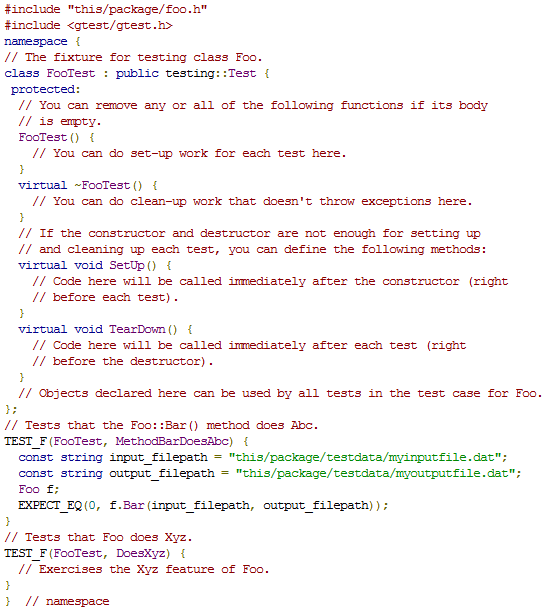 #include "this/package/foo.h"
#include <gtest/gtest.h>
namespace {
// The fixture for testing class Foo.
class FooTest : public testing::Test {
 protected:
  // You can remove any or all of the following functions if its body
  // is empty.
  FooTest() {
    // You can do set-up work for each test here.
  }
  virtual ~FooTest() {
    // You can do clean-up work that doesn't throw exceptions here.
  }
  // If the constructor and destructor are not enough for setting up
  // and cleaning up each test, you can define the following methods:
  virtual void SetUp() {
    // Code here will be called immediately after the constructor (right
    // before each test).
  }
  virtual void TearDown() {
    // Code here will be called immediately after each test (right
    // before the destructor).
  }
  // Objects declared here can be used by all tests in the test case for Foo.
};
// Tests that the Foo::Bar() method does Abc.
TEST_F(FooTest, MethodBarDoesAbc) {
  const string input_filepath = "this/package/testdata/myinputfile.dat";
  const string output_filepath = "this/package/testdata/myoutputfile.dat";
  Foo f;
  EXPECT_EQ(0, f.Bar(input_filepath, output_filepath));
}
// Tests that Foo does Xyz.
TEST_F(FooTest, DoesXyz) {
  // Exercises the Xyz feature of Foo.
}
}  // namespace